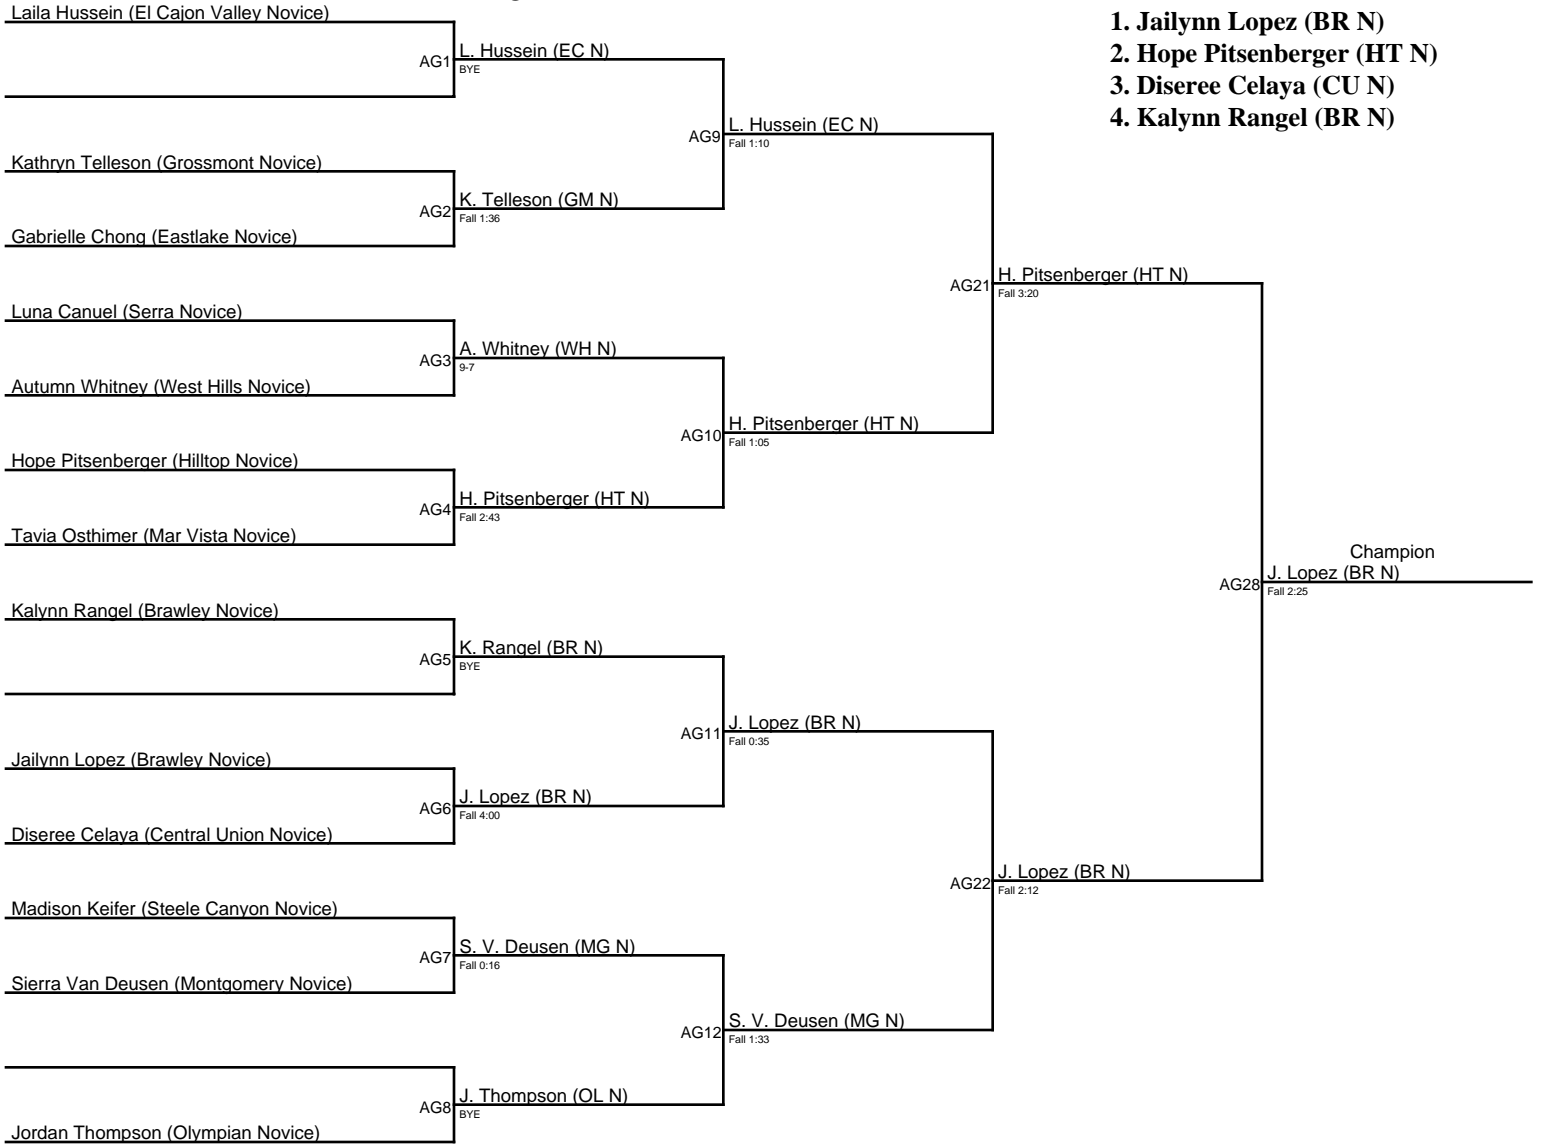 Laila Hussein (El Cajon Valley Novice)
1. Jailynn Lopez (BR N)
2. Hope Pitsenberger (HT N)
3. Diseree Celaya (CU N)
4. Kalynn Rangel (BR N)
AG1 L. Hussein (EC N)
BYE
AG9 L. Hussein (EC N)
Fall 1:10
Kathryn Telleson (Grossmont Novice)
AG2 K. Telleson (GM N)
Fall 1:36
Gabrielle Chong (Eastlake Novice)
AG21 H. Pitsenberger (HT N)
Fall 3:20
Luna Canuel (Serra Novice)
AG3 A. Whitney (WH N)
9-7
Autumn Whitney (West Hills Novice)
AG10 H. Pitsenberger (HT N)
Fall 1:05
Hope Pitsenberger (Hilltop Novice)
AG4 H. Pitsenberger (HT N)
Fall 2:43
Tavia Osthimer (Mar Vista Novice)
Champion
AG28 J. Lopez (BR N)
Fall 2:25
Kalynn Rangel (Brawley Novice)
AG5 K. Rangel (BR N)
BYE
AG11 J. Lopez (BR N)
Fall 0:35
Jailynn Lopez (Brawley Novice)
AG6 J. Lopez (BR N)
Fall 4:00
Diseree Celaya (Central Union Novice)
AG22 J. Lopez (BR N)
Fall 2:12
Madison Keifer (Steele Canyon Novice)
AG7 S. V. Deusen (MG N)
Fall 0:16
Sierra Van Deusen (Montgomery Novice)
AG12 S. V. Deusen (MG N)
Fall 1:33
AG8 J. Thompson (OL N)
BYE
Jordan Thompson (Olympian Novice)